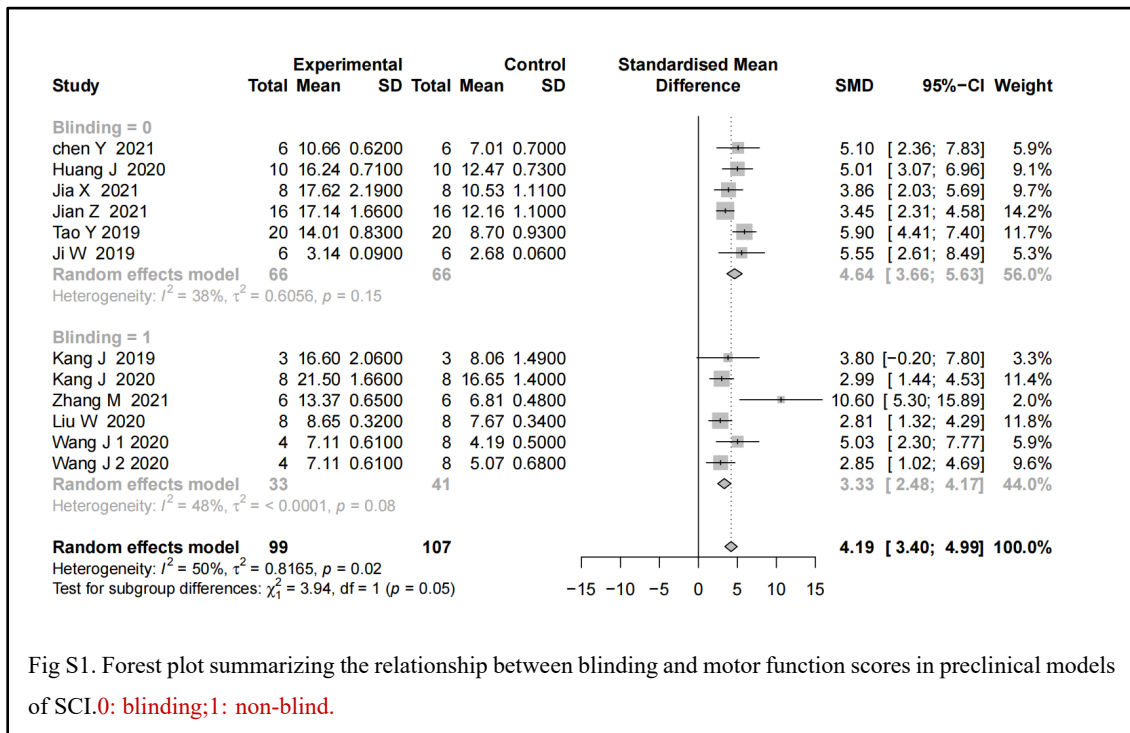 Experimental Control Standardised Mean
Study Total Mean SD Total Mean SD Difference SMD 95%−CI Weight
Blinding = 0
chen Y 2021 6 10.66 0.6200 6 7.01 0.7000 5.10 [ 2.36; 7.83] 5.9%
Huang J 2020 10 16.24 0.7100 10 12.47 0.7300 5.01 [ 3.07; 6.96] 9.1%
Jia X 2021 8 17.62 2.1900 8 10.53 1.1100 3.86 [ 2.03; 5.69] 9.7%
Jian Z 2021 16 17.14 1.6600 16 12.16 1.1000 3.45 [ 2.31; 4.58] 14.2%
Tao Y 2019 20 14.01 0.8300 20 8.70 0.9300 5.90 [ 4.41; 7.40] 11.7%
Ji W 2019 6 3.14 0.0900 6 2.68 0.0600 5.55 [ 2.61; 8.49] 5.3%
Random effects model 66 66 4.64 [ 3.66; 5.63] 56.0%
Heterogeneity: I² = 38%, τ² = 0.6056, p = 0.15
Blinding = 1
Kang J 2019 3 16.60 2.0600 3 8.06 1.4900 3.80 [−0.20; 7.80] 3.3%
Kang J 2020 8 21.50 1.6600 8 16.65 1.4000 2.99 [ 1.44; 4.53] 11.4%
Zhang M 2021 6 13.37 0.6500 6 6.81 0.4800 10.60 [ 5.30; 15.89] 2.0%
Liu W 2020 8 8.65 0.3200 8 7.67 0.3400 2.81 [ 1.32; 4.29] 11.8%
Wang J 1 2020 4 7.11 0.6100 8 4.19 0.5000 5.03 [ 2.30; 7.77] 5.9%
Wang J 2 2020 4 7.11 0.6100 8 5.07 0.6800 2.85 [ 1.02; 4.69] 9.6%
Random effects model 33 41 3.33 [ 2.48; 4.17] 44.0%
Heterogeneity: I² = 48%, τ² = < 0.0001, p = 0.08
Random effects model 99 107 4.19 [ 3.40; 4.99] 100.0%
Heterogeneity: I² = 50%, τ² = 0.8165, p = 0.02
Test for subgroup differences: χ²₁ = 3.94, df = 1 (p = 0.05)
−15 −10 −5 0 5 10 15
Fig S1. Forest plot summarizing the relationship between blinding and motor function scores in preclinical models
of SCI.0: blinding;1: non-blind.